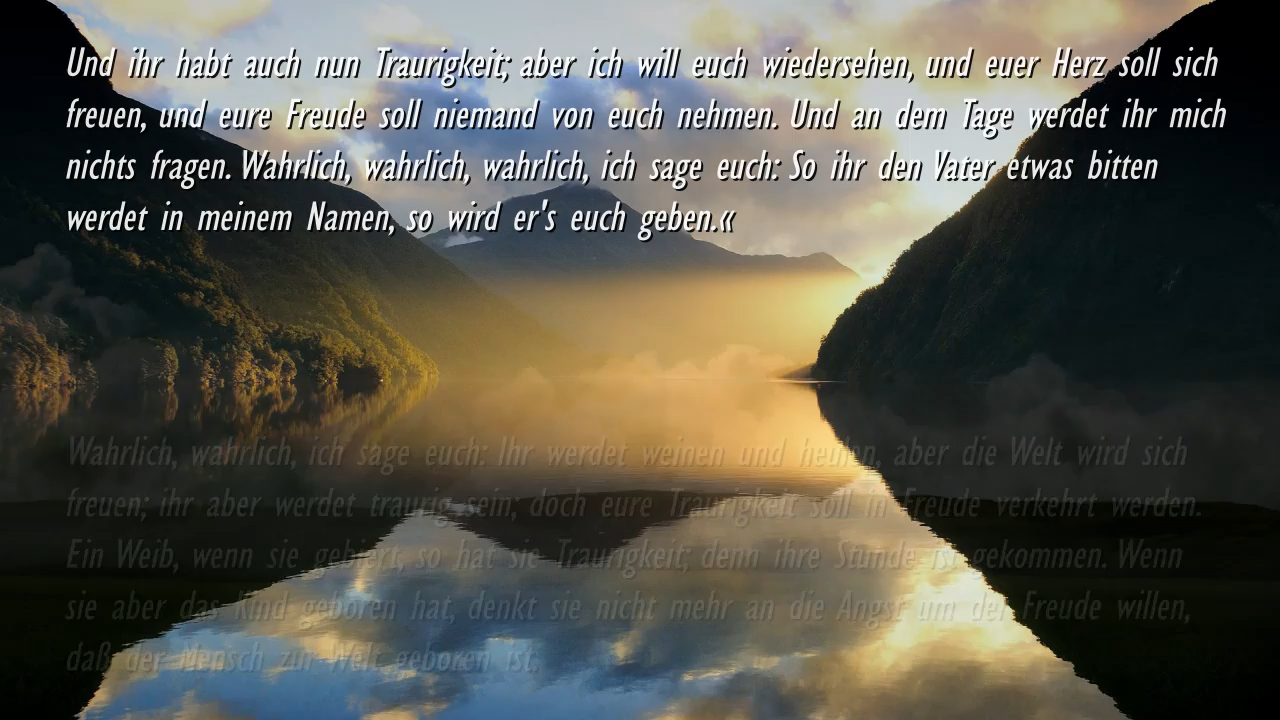 Und ihr habt auch nun Traurigkeit; aber ich will euch wiedersehen, und euer Herz soll sich
freuen, und eure Freude soll niemand von euch nehmen. Und an dem Tage werdet ihr mich
nichts fragen. Wahrlich, wahrlich, wahrlich, ich sage euch: So ihr den Vater etwas bitten
werdet in meinem Namen, so wird er's euch geben.«
Wahrlich, wahrlich, ich sage euch: Ihr werdet weinen und heulen, aber die Welt wird sich
freuen; ihr aber werdet traurig sein; doch eure Traurigkeit soll in Freude verkehrt werden.
Ein Weib, wenn sie gebiert, so hat sie Traurigkeit; denn ihre Stunde ist gekommen. Wenn
sie aber das Kind geboren hat, denkt sie nicht mehr an die Angst um der Freude willen,
daß der Mensch zur Welt geboren ist.